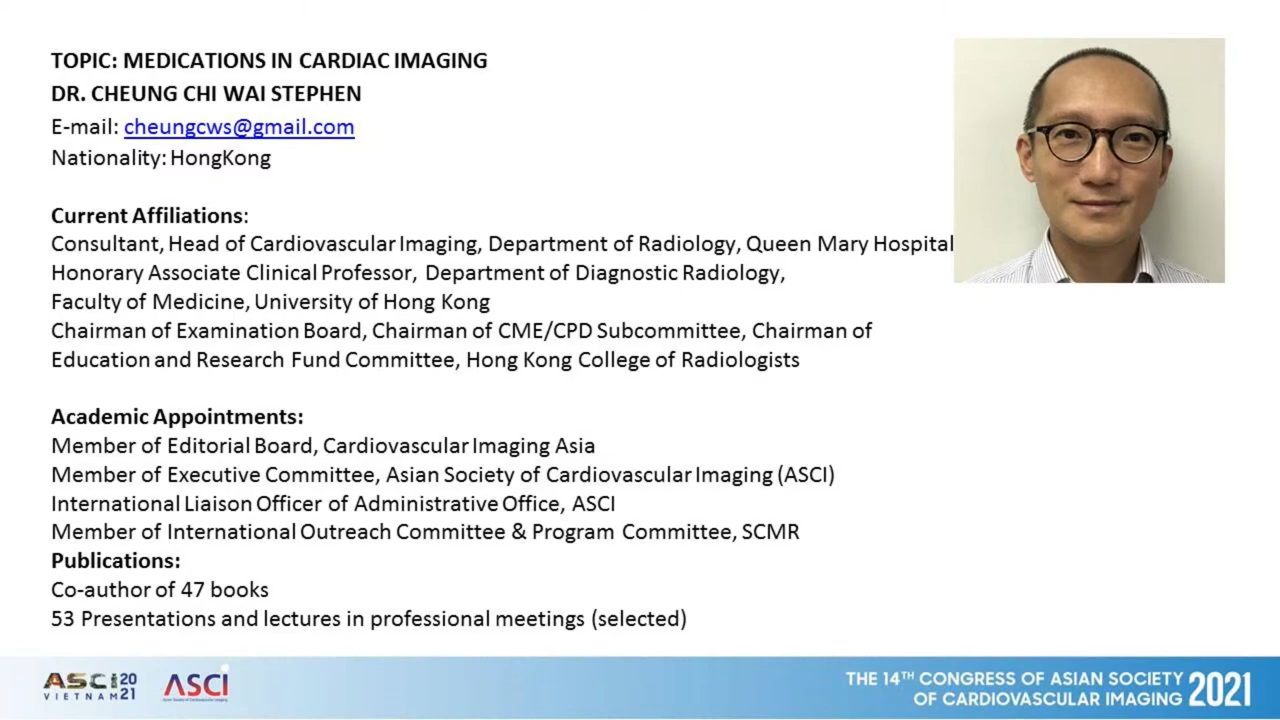 TOPIC: MEDICATIONS IN CARDIAC IMAGING
DR. CHEUNG CHI WAI STEPHEN
E-mail: cheungcws@gmail.com
Nationality: HongKong
Current Affiliations:
Consultant, Head of Cardiovascular Imaging, Department of Radiology, Queen Mary Hospital
Honorary Associate Clinical Professor, Department of Diagnostic Radiology,
Faculty of Medicine, University of Hong Kong
Chairman of Examination Board, Chairman of CME/CPD Subcommittee, Chairman of
Education and Research Fund Committee, Hong Kong College of Radiologists
Academic Appointments:
Member of Editorial Board, Cardiovascular Imaging Asia
Member of Executive Committee, Asian Society of Cardiovascular Imaging (ASCI)
International Liaison Officer of Administrative Office, ASCI
Member of International Outreach Committee & Program Committee, SCMR
Publications:
Co-author of 47 books
53 Presentations and lectures in professional meetings (selected)
ASCI 20
VIETNAM 21
ASCI
THE 14TH CONGRESS OF ASIAN SOCIETY
OF CARDIOVASCULAR IMAGING 2021